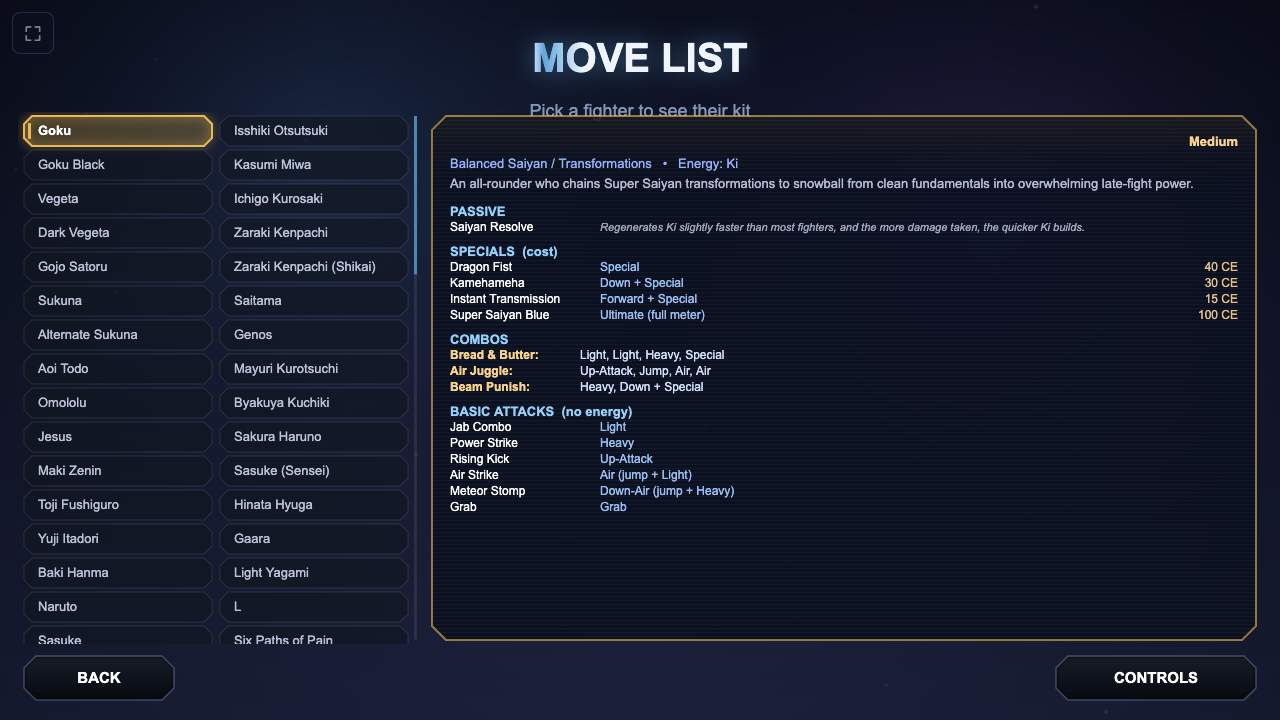 MOVE LIST
Pick a fighter to see their kit
Goku
Goku Black
Vegeta
Dark Vegeta
Gojo Satoru
Sukuna
Alternate Sukuna
Aoi Todo
Omololu
Jesus
Maki Zenin
Toji Fushiguro
Yuji Itadori
Baki Hanma
Naruto
Sasuke
Isshiki Otsutsuki
Kasumi Miwa
Ichigo Kurosaki
Zaraki Kenpachi
Zaraki Kenpachi (Shikai)
Saitama
Genos
Mayuri Kurotsuchi
Byakuya Kuchiki
Sakura Haruno
Sasuke (Sensei)
Hinata Hyuga
Gaara
Light Yagami
L
Six Paths of Pain
Medium
Balanced Saiyan / Transformations • Energy: Ki
An all-rounder who chains Super Saiyan transformations to snowball from clean fundamentals into overwhelming late-fight power.
PASSIVE
Saiyan Resolve Regenerates Ki slightly faster than most fighters, and the more damage taken, the quicker Ki builds.
SPECIALS (cost)
Dragon Fist Special 40 CE
Kamehameha Down + Special 30 CE
Instant Transmission Forward + Special 15 CE
Super Saiyan Blue Ultimate (full meter) 100 CE
COMBOS
Bread & Butter: Light, Light, Heavy, Special
Air Juggle: Up-Attack, Jump, Air, Air
Beam Punish: Heavy, Down + Special
BASIC ATTACKS (no energy)
Jab Combo Light
Power Strike Heavy
Rising Kick Up-Attack
Air Strike Air (jump + Light)
Meteor Stomp Down-Air (jump + Heavy)
Grab Grab
BACK
CONTROLS